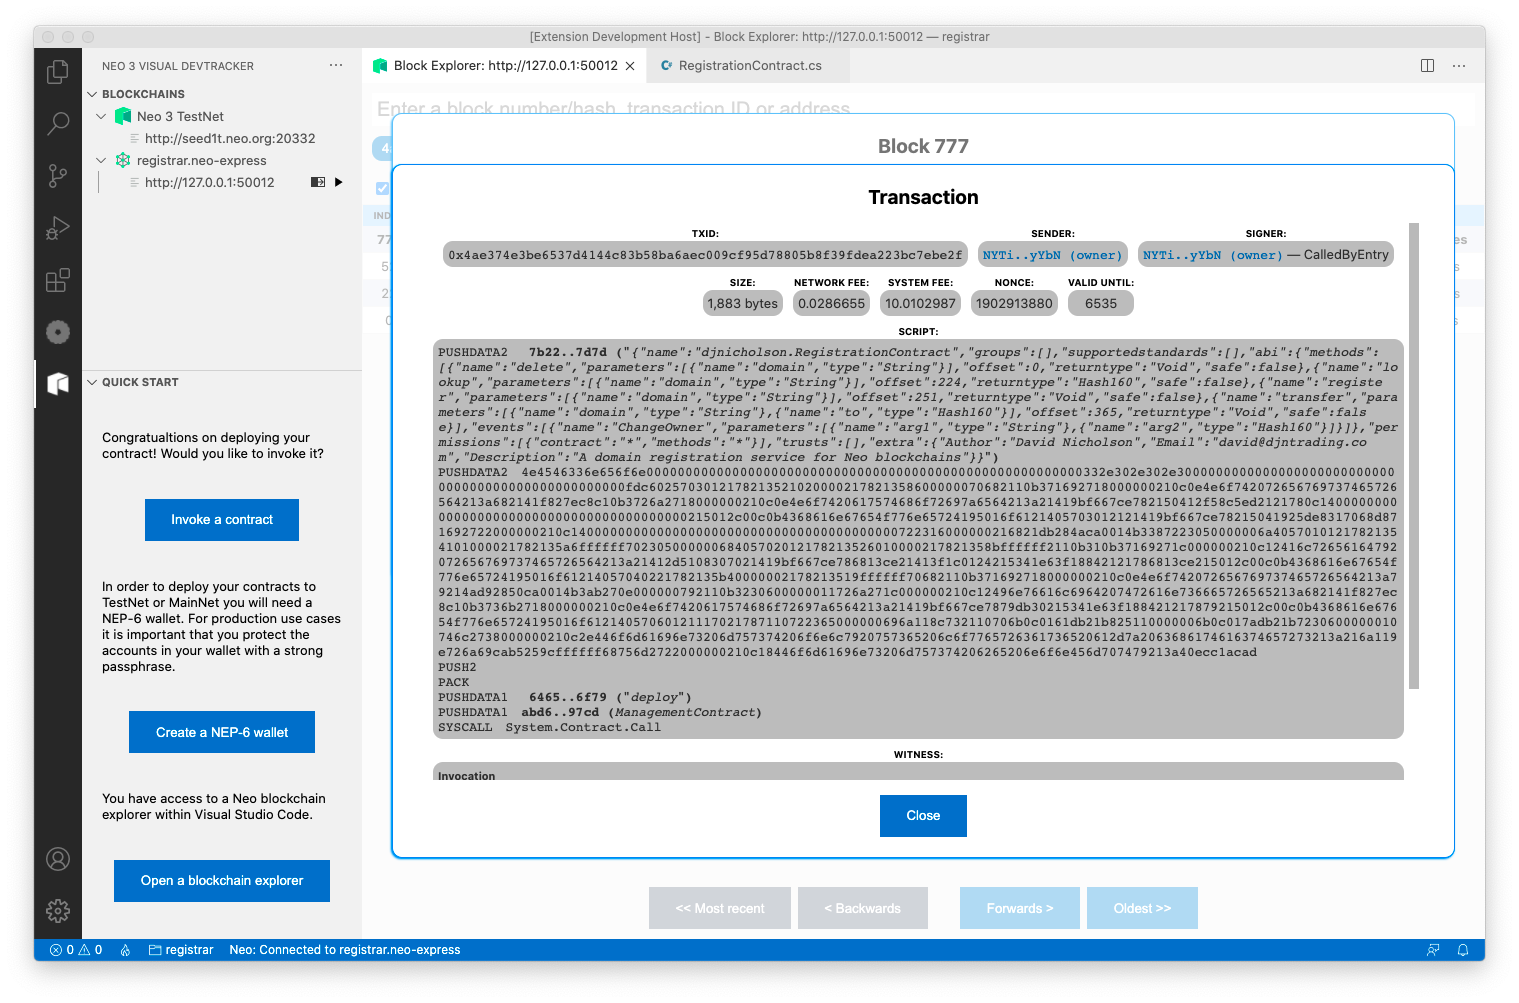 [Extension Development Host] - Block Explorer: http://127.0.0.1:50012 — registrar
NEO 3 VISUAL DEVTRACKER
BLOCKCHAINS
Neo 3 TestNet
http://seed1t.neo.org:20332
registrar.neo-express
http://127.0.0.1:50012
QUICK START
Congratualtions on deploying your
contract! Would you like to invoke it?
Invoke a contract
In order to deploy your contracts to
TestNet or MainNet you will need a
NEP-6 wallet. For production use cases
it is important that you protect the
accounts in your wallet with a strong
passphrase.
Create a NEP-6 wallet
You have access to a Neo blockchain
explorer within Visual Studio Code.
Open a blockchain explorer
Block Explorer: http://127.0.0.1:50012
RegistrationContract.cs
Enter a block number/hash, transaction ID or address
Block 777
Transaction
TXID: SENDER: SIGNER:
0x4ae374e3be6537d4144c83b58ba6aec009cf95d78805b8f39fdea223bc7ebe2f NYTi..yYbN (owner) NYTi..yYbN (owner) — CalledByEntry
SIZE: NETWORK FEE: SYSTEM FEE: NONCE: VALID UNTIL:
1,883 bytes 0.0286655 10.0102987 1902913880 6535
SCRIPT:
PUSHDATA2 7b22..7d7d ("{"name":"djnicholson.RegistrationContract","groups":[],"supportedstandards":[],"abi":{"methods":
[{"name":"delete","parameters":[{"name":"domain","type":"String"}],"offset":0,"returntype":"Void","safe":false},{"name":"lo
okup","parameters":[{"name":"domain","type":"String"}],"offset":224,"returntype":"Hash160","safe":false},{"name":"registe
r","parameters":[{"name":"domain","type":"String"}],"offset":251,"returntype":"Void","safe":false},{"name":"transfer","para
meters":[{"name":"domain","type":"String"},{"name":"to","type":"Hash160"}],"offset":365,"returntype":"Void","safe":fals
e}],"events":[{"name":"ChangeOwner","parameters":[{"name":"arg1","type":"String"},{"name":"arg2","type":"Hash160"}]}]},"per
missions":[{"contract":"*","methods":"*"}],"trusts":[],"extra":{"Author":"David Nicholson","Email":"david@djntrading.co
m","Description":"A domain registration service for Neo blockchains"}}")
PUSHDATA2
PUSH2
PACK
PUSHDATA1 6465..6f79 ("deploy")
PUSHDATA1 abd6..97cd (ManagementContract)
SYSCALL System.Contract.Call
WITNESS:
Invocation
Close
<< Most recent
< Backwards
Forwards >
Oldest >>
0 0 registrar Neo: Connected to registrar.neo-express